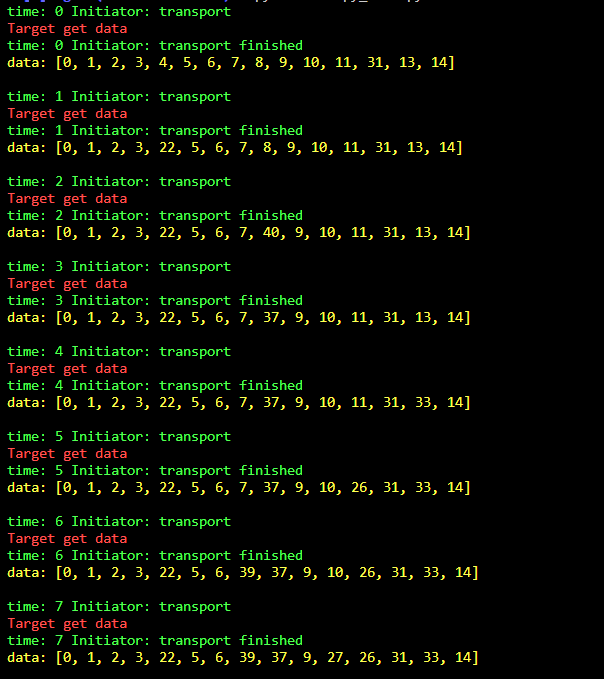 time: 0 Initiator: transport
Target get data
time: 0 Initiator: transport finished
data: [0, 1, 2, 3, 4, 5, 6, 7, 8, 9, 10, 11, 31, 13, 14]
time: 1 Initiator: transport
Target get data
time: 1 Initiator: transport finished
data: [0, 1, 2, 3, 22, 5, 6, 7, 8, 9, 10, 11, 31, 13, 14]
time: 2 Initiator: transport
Target get data
time: 2 Initiator: transport finished
data: [0, 1, 2, 3, 22, 5, 6, 7, 40, 9, 10, 11, 31, 13, 14]
time: 3 Initiator: transport
Target get data
time: 3 Initiator: transport finished
data: [0, 1, 2, 3, 22, 5, 6, 7, 37, 9, 10, 11, 31, 13, 14]
time: 4 Initiator: transport
Target get data
time: 4 Initiator: transport finished
data: [0, 1, 2, 3, 22, 5, 6, 7, 37, 9, 10, 11, 31, 33, 14]
time: 5 Initiator: transport
Target get data
time: 5 Initiator: transport finished
data: [0, 1, 2, 3, 22, 5, 6, 7, 37, 9, 10, 26, 31, 33, 14]
time: 6 Initiator: transport
Target get data
time: 6 Initiator: transport finished
data: [0, 1, 2, 3, 22, 5, 6, 39, 37, 9, 10, 26, 31, 33, 14]
time: 7 Initiator: transport
Target get data
time: 7 Initiator: transport finished
data: [0, 1, 2, 3, 22, 5, 6, 39, 37, 9, 27, 26, 31, 33, 14]